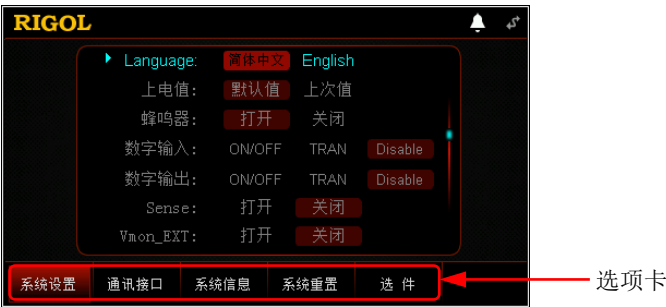 RIGOL
Language: 简体中文 English
上电值: 默认值 上次值
蜂鸣器: 打开 关闭
数字输入: ON/OFF TRAN Disable
数字输出: ON/OFF TRAN Disable
Sense: 打开 关闭
Vmon_EXT: 打开 关闭
系统设置 通讯接口 系统信息 系统重置 选 件
选项卡